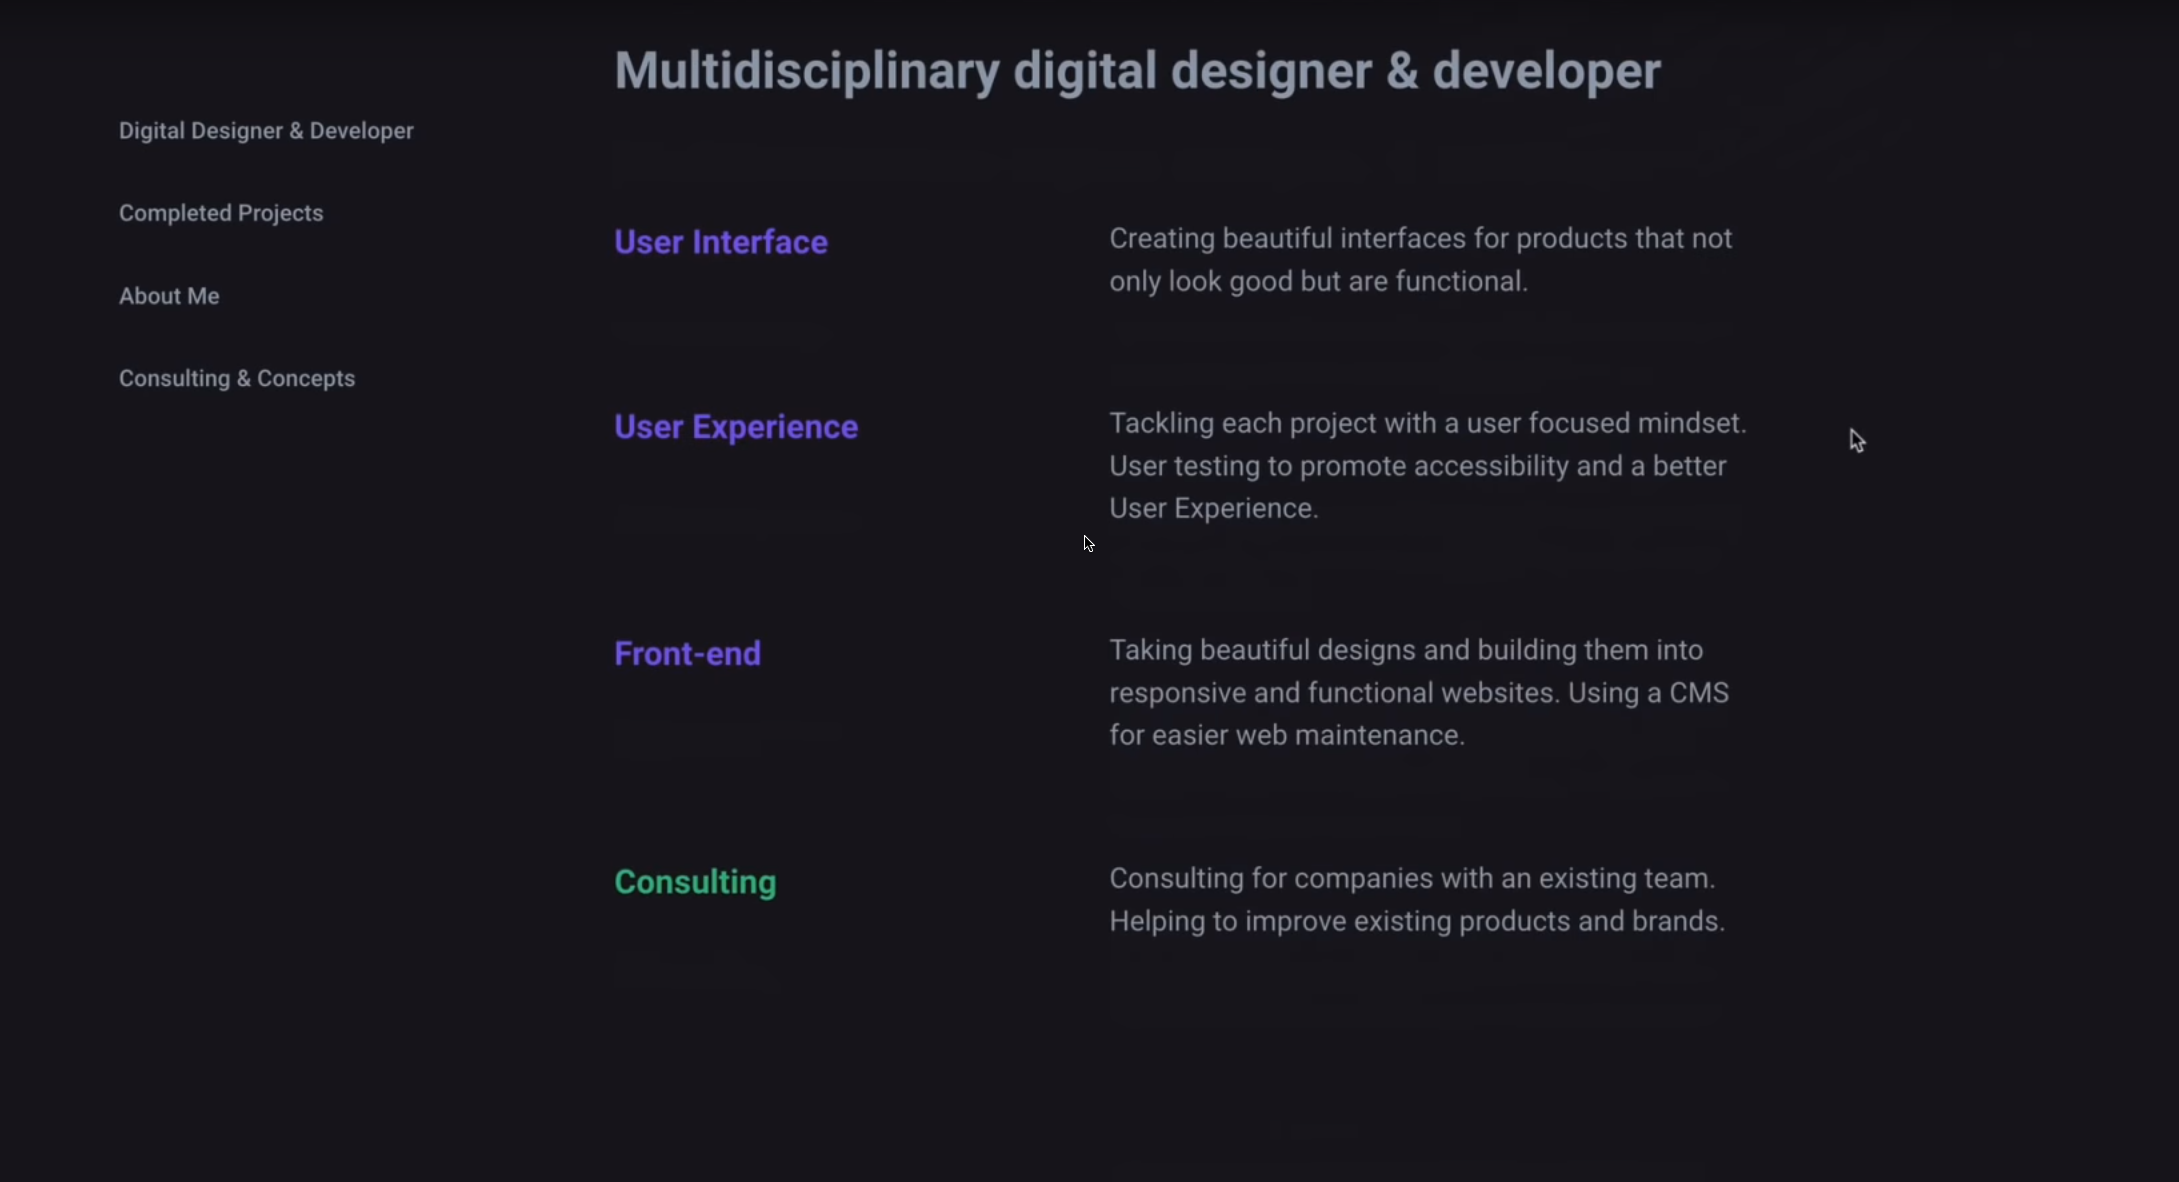 Multidisciplinary digital designer & developer
Digital Designer & Developer
Completed Projects
About Me
Consulting & Concepts
User Interface
Creating beautiful interfaces for products that not
only look good but are functional.
User Experience
Tackling each project with a user focused mindset.
User testing to promote accessibility and a better
User Experience.
Front-end
Taking beautiful designs and building them into
responsive and functional websites. Using a CMS
for easier web maintenance.
Consulting
Consulting for companies with an existing team.
Helping to improve existing products and brands.